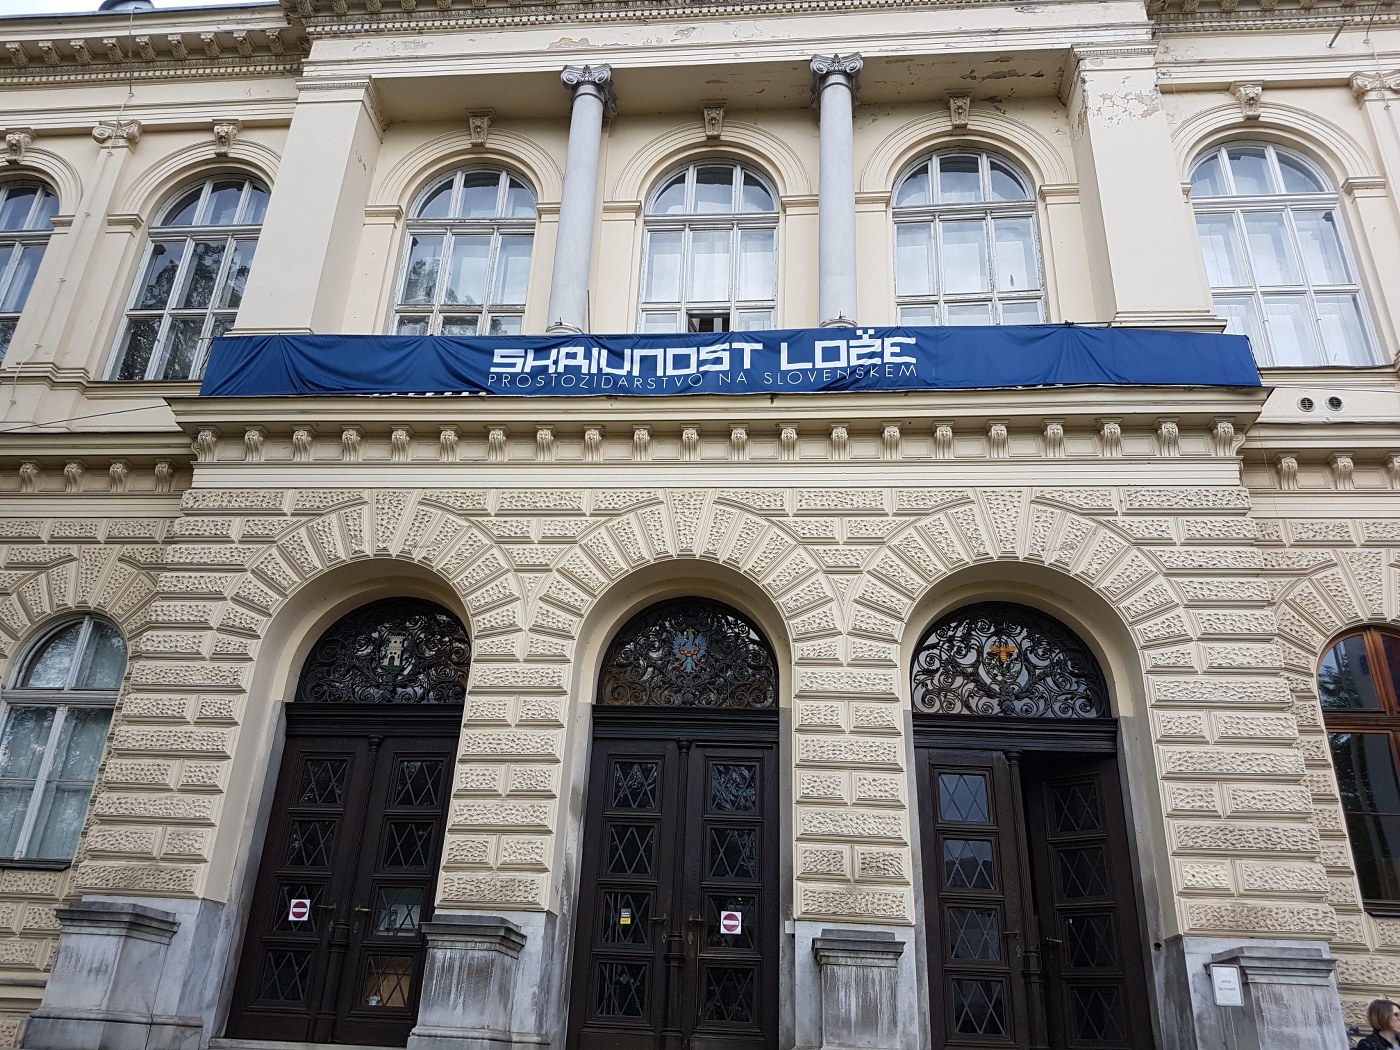 SKRIVNOST LOŽE
PROSTOZIDARSTVO NA SLOVENSKEM